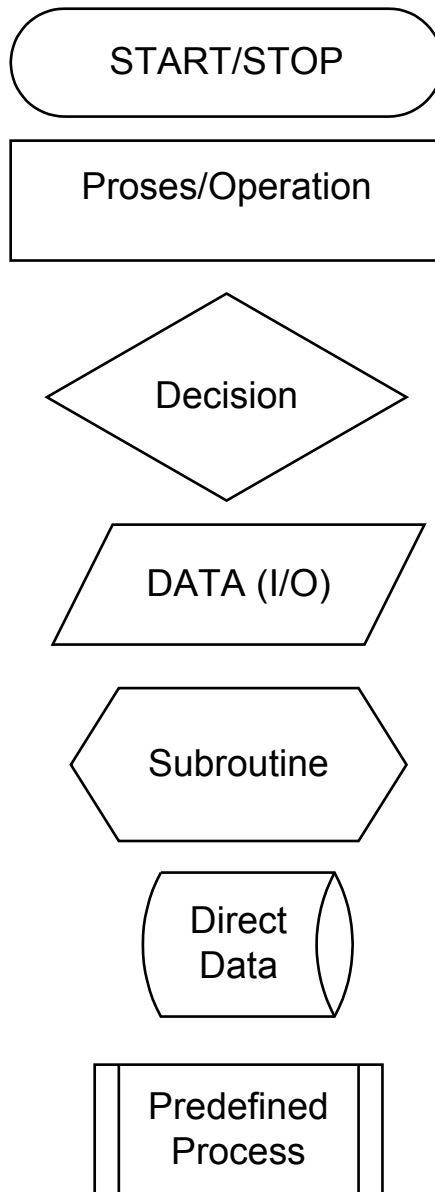 START/STOP
Proses/Operation
Decision
DATA (I/O)
Subroutine
Direct
Data
Predefined
Process